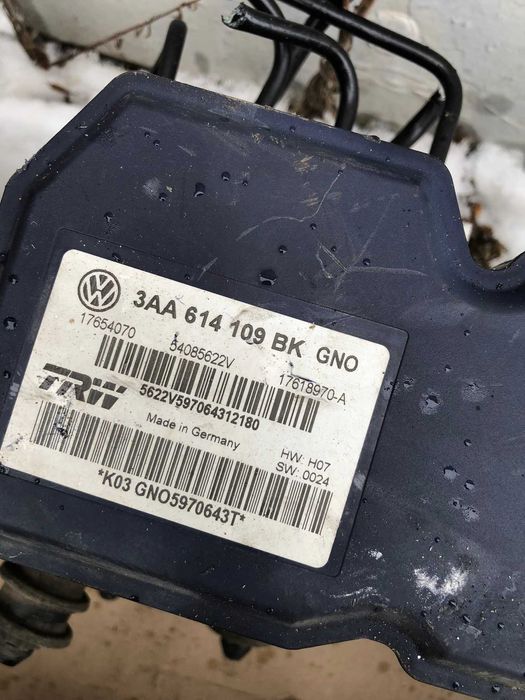 VW 3AA 614 109 BK GNO
17654070 54085622V 17618970-A
TRW 5622V597064312180
Made in Germany
HW: H07
SW: 0024
*K03 GNO5970643T*